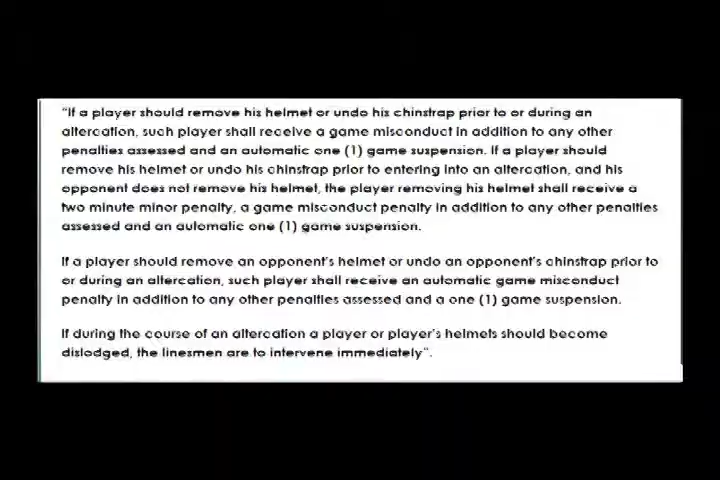 "If a player should remove his helmet or undo his chinstrap prior to or during an
altercation, such player shall receive a game misconduct in addition to any other
penalties assessed and an automatic one (1) game suspension. If a player should
remove his helmet or undo his chinstrap prior to entering into an altercation, and his
opponent does not remove his helmet, the player removing his helmet shall receive a
two minute minor penalty, a game misconduct penalty in addition to any other penalties
assessed and an automatic one (1) game suspension.
If a player should remove an opponent's helmet or undo an opponent's chinstrap prior to
or during an altercation, such player shall receive an automatic game misconduct
penalty in addition to any other penalties assessed and a one (1) game suspension.
If during the course of an altercation a player or player's helmets should become
dislodged, the linesmen are to intervene immediately".